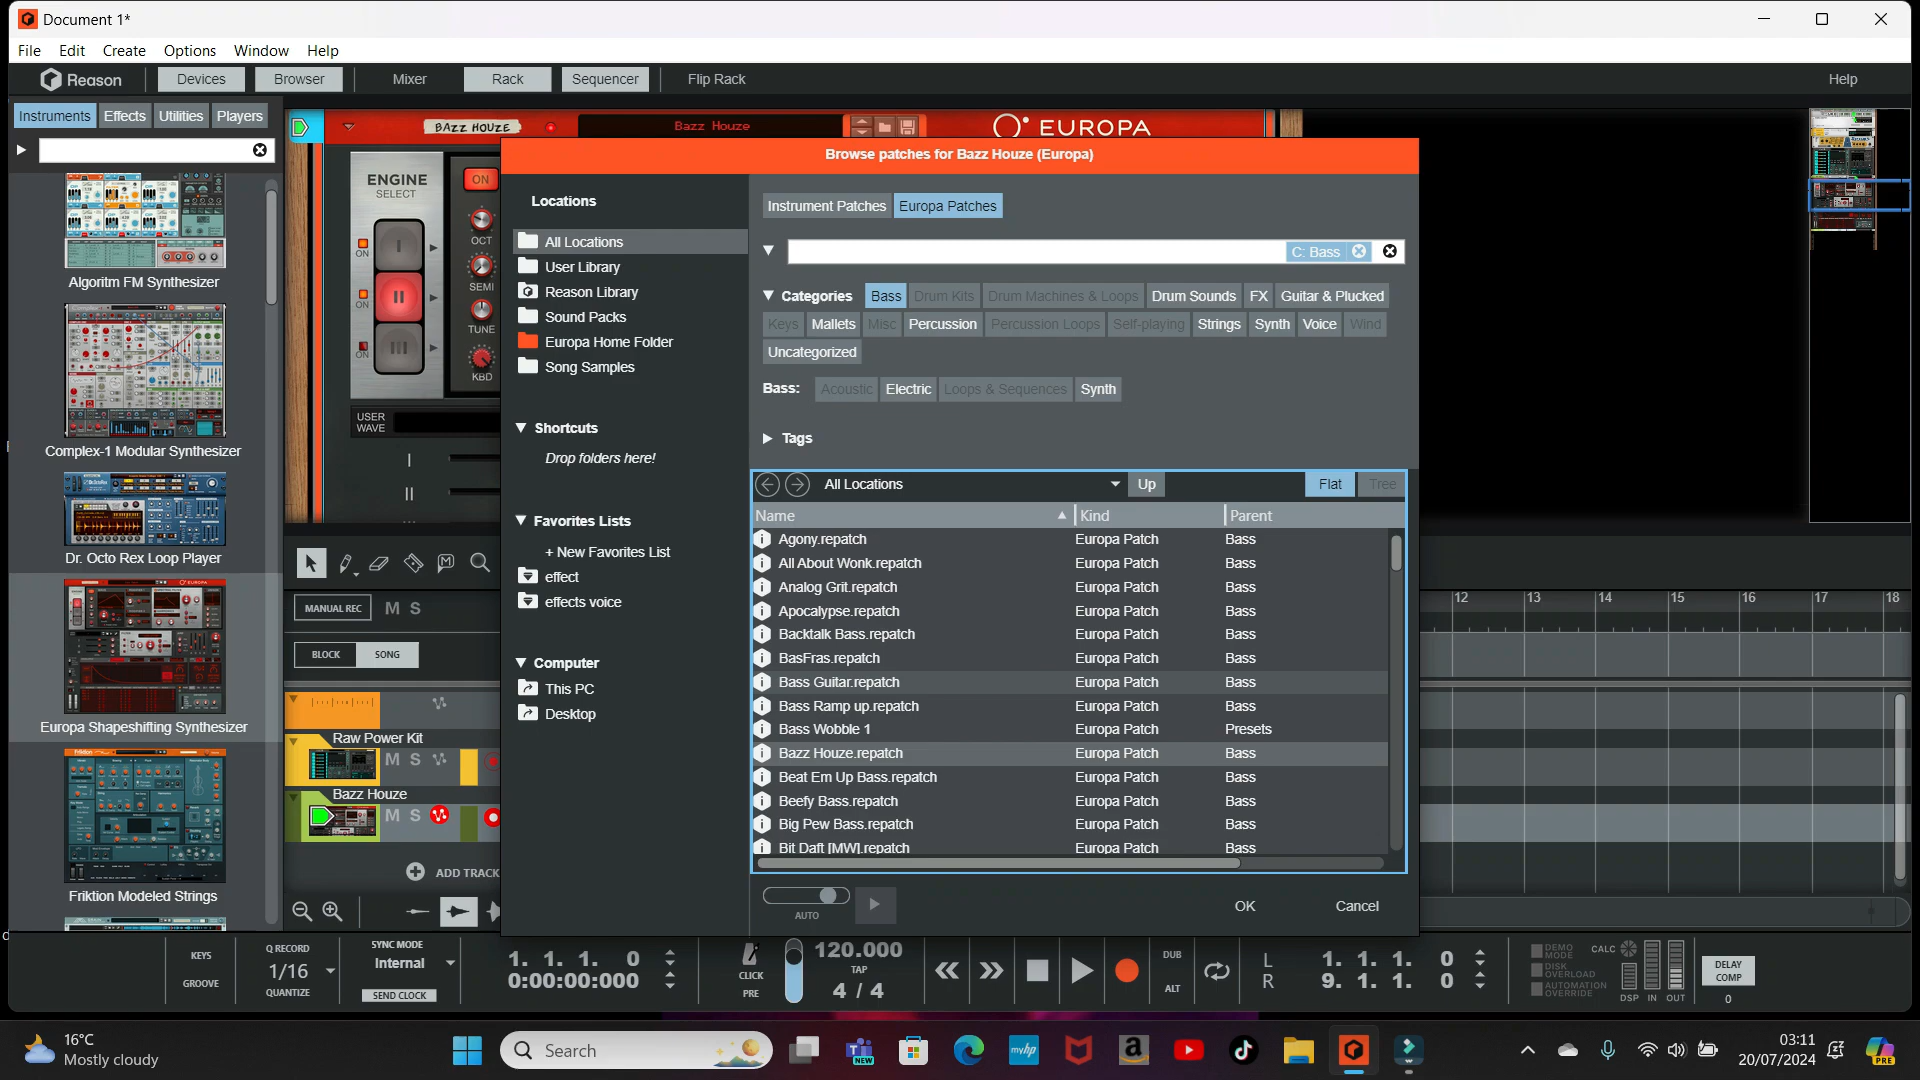 Document 1*
File Edit Create Options Window Help
Reason Devices Browser Mixer Rack Sequencer Flip Rack Help
Instruments Effects Utilities Players
Algoritm FM Synthesizer
Complex-1 Modular Synthesizer
Dr. Octo Rex Loop Player
Europa Shapeshifting Synthesizer
Friktion Modeled Strings
BAZZ HOUZE Bazz Houze EUROPA
ENGINE
SELECT
ON
I
II
III
ON
ON
ON
OCT
SEMI
TUNE
KBD
USER
WAVE
I
II
Browse patches for Bazz Houze (Europa)
Locations
All Locations
User Library
Reason Library
Sound Packs
Europa Home Folder
Song Samples
Shortcuts
Drop folders here!
Favorites Lists
+ New Favorites List
effect
effects voice
Computer
This PC
Desktop
Instrument Patches Europa Patches
C: Bass
Categories Bass Drum Kits Drum Machines & Loops Drum Sounds FX Guitar & Plucked
Keys Mallets Misc Percussion Percussion Loops Self-playing Strings Synth Voice Wind
Uncategorized
Bass: Acoustic Electric Loops & Sequences Synth
Tags
All Locations Up Flat Tree
Name Kind Parent
Agony.repatch Europa Patch Bass
All About Wonk.repatch Europa Patch Bass
Analog Grit.repatch Europa Patch Bass
Apocalypse.repatch Europa Patch Bass
Backtalk Bass.repatch Europa Patch Bass
BasFras.repatch Europa Patch Bass
Bass Guitar.repatch Europa Patch Bass
Bass Ramp up.repatch Europa Patch Bass
Bass Wobble 1 Europa Patch Presets
Bazz Houze.repatch Europa Patch Bass
Beat Em Up Bass.repatch Europa Patch Bass
Beefy Bass.repatch Europa Patch Bass
Big Pew Bass.repatch Europa Patch Bass
Bit Daft [MW].repatch Europa Patch Bass
AUTO OK Cancel
MANUAL REC M S
BLOCK SONG
Raw Power Kit
M S
Bazz Houze
M S
ADD TRACK
12 13 14 15 16 17 18
KEYS
GROOVE
Q RECORD
1/16
QUANTIZE
SYNC MODE
Internal
SEND CLOCK
1. 1. 1. 0
0:00:00:000
CLICK
PRE
120.000
TAP
4 / 4
DUB
ALT
L 1. 1. 1. 0
R 9. 1. 1. 0
DEMO MODE
DISK OVERLOAD
AUTOMATION OVERRIDE
CALC
DSP IN OUT
DELAY COMP
0
16°C
Mostly cloudy
Search
NEW
myhp
a
03:11
20/07/2024
PRE